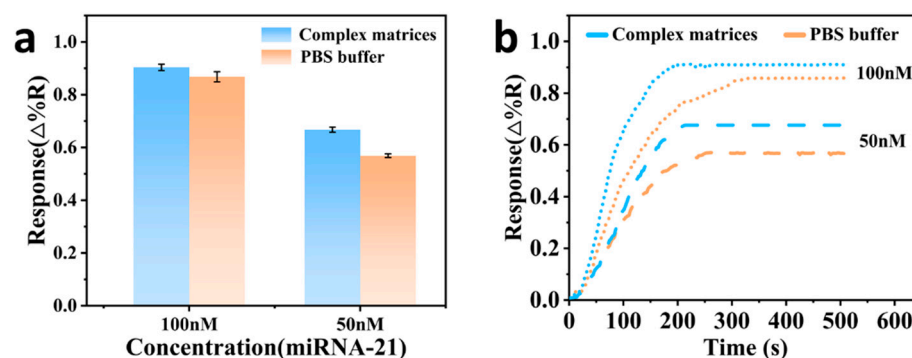 a
Complex matrices
PBS buffer
Response(△%R)
1.0
0.8
0.6
0.4
0.2
0.0
100nM
50nM
Concentration(miRNA-21)
b
Complex matrices
PBS buffer
Response(△%R)
1.0
0.8
0.6
0.4
0.2
0.0
100nM
50nM
0 100 200 300 400 500 600
Time (s)